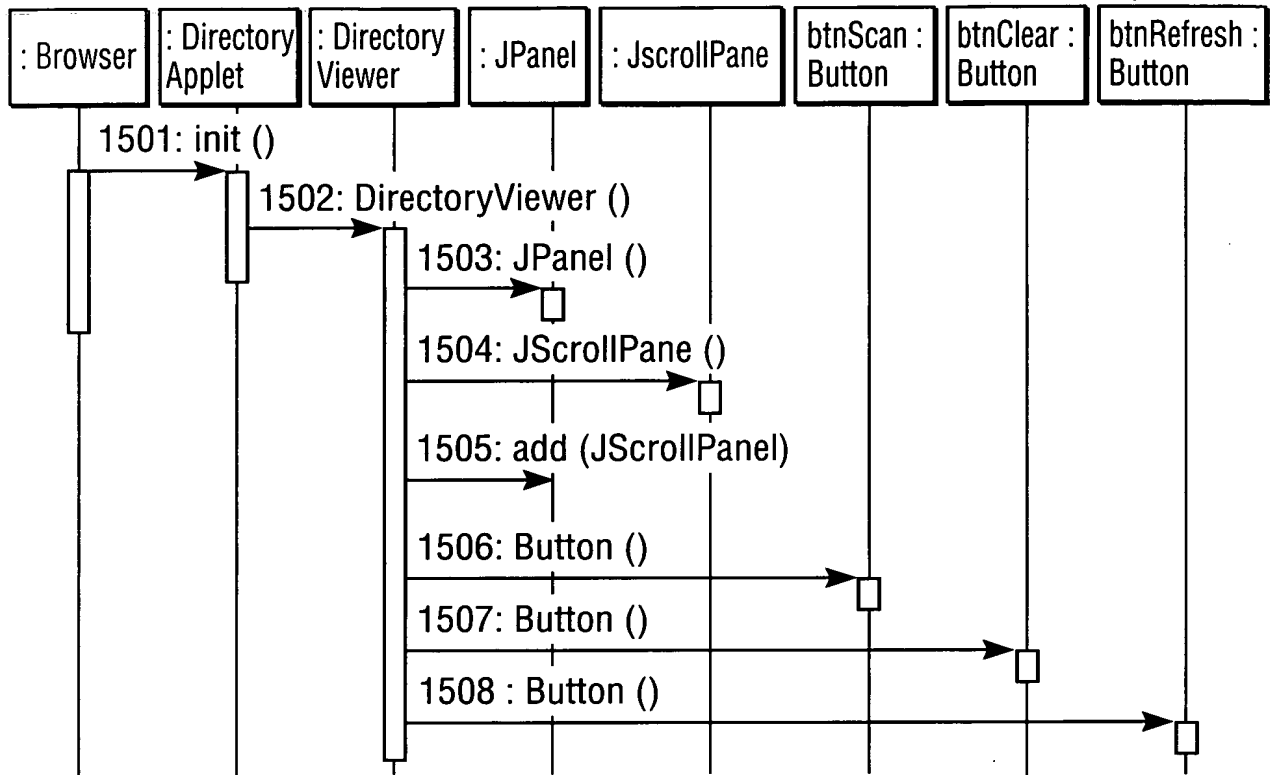 : Browser
: Directory
Applet
: Directory
Viewer
: JPanel
: JscrollPane
btnScan :
Button
btnClear :
Button
btnRefresh :
Button
1501: init ()
1502: DirectoryViewer ()
1503: JPanel ()
1504: JScrollPane ()
1505: add (JScrollPanel)
1506: Button ()
1507: Button ()
1508 : Button ()